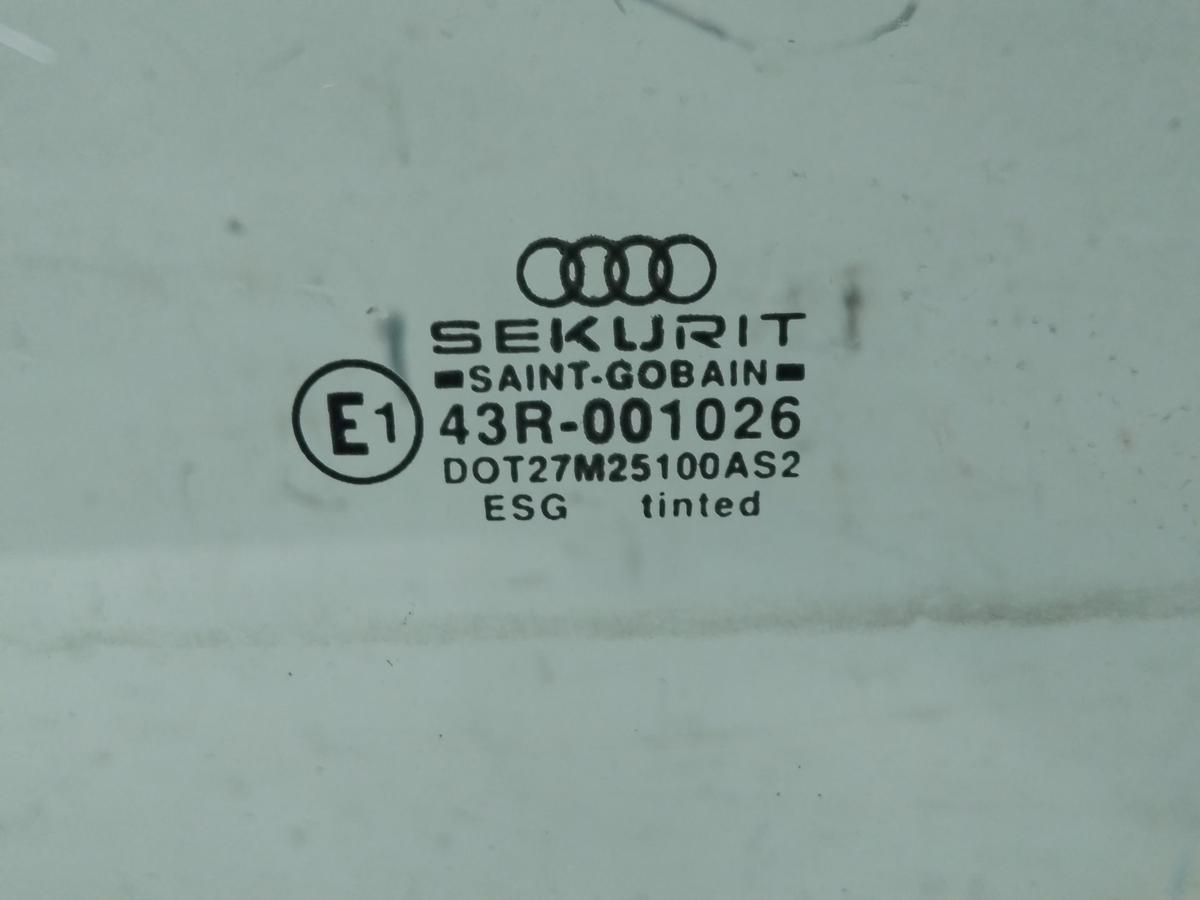 SEKURIT
SAINT-GOBAIN
E1 43R-001026
DOT27M25100AS2
ESG tinted